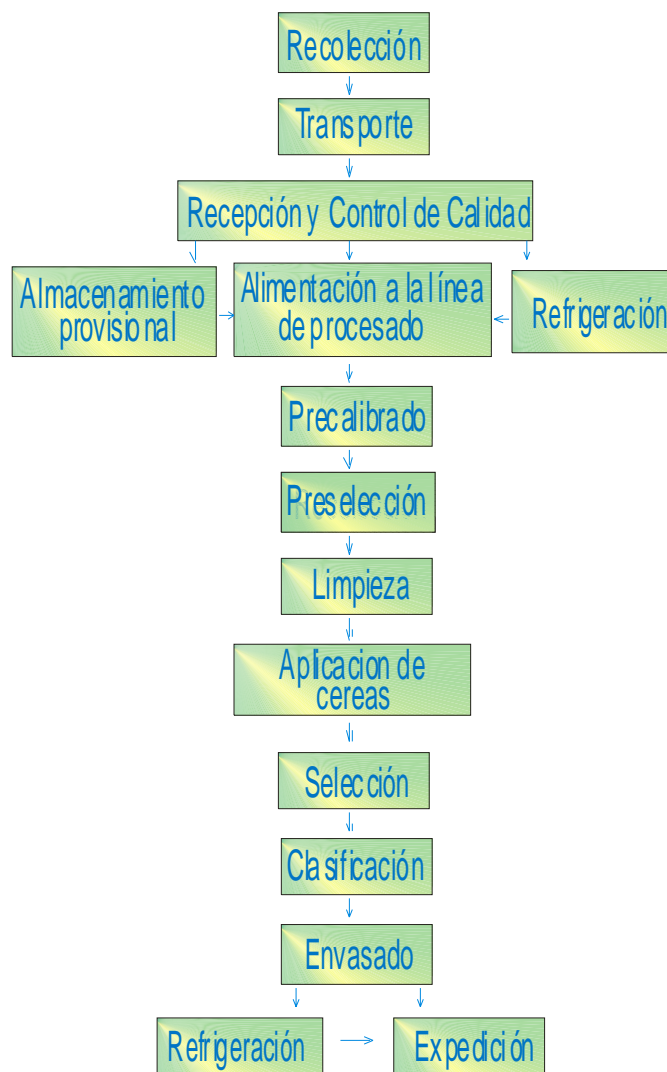 Recolección
Transporte
Recepción y Control de Calidad
Almacenamiento
provisional
Alimentación a la línea
de procesado
Refrigeración
Precalibrado
Preselección
Limpieza
Aplicacion de
cereas
Selección
Clasificación
Envasado
Refrigeración
Expedición